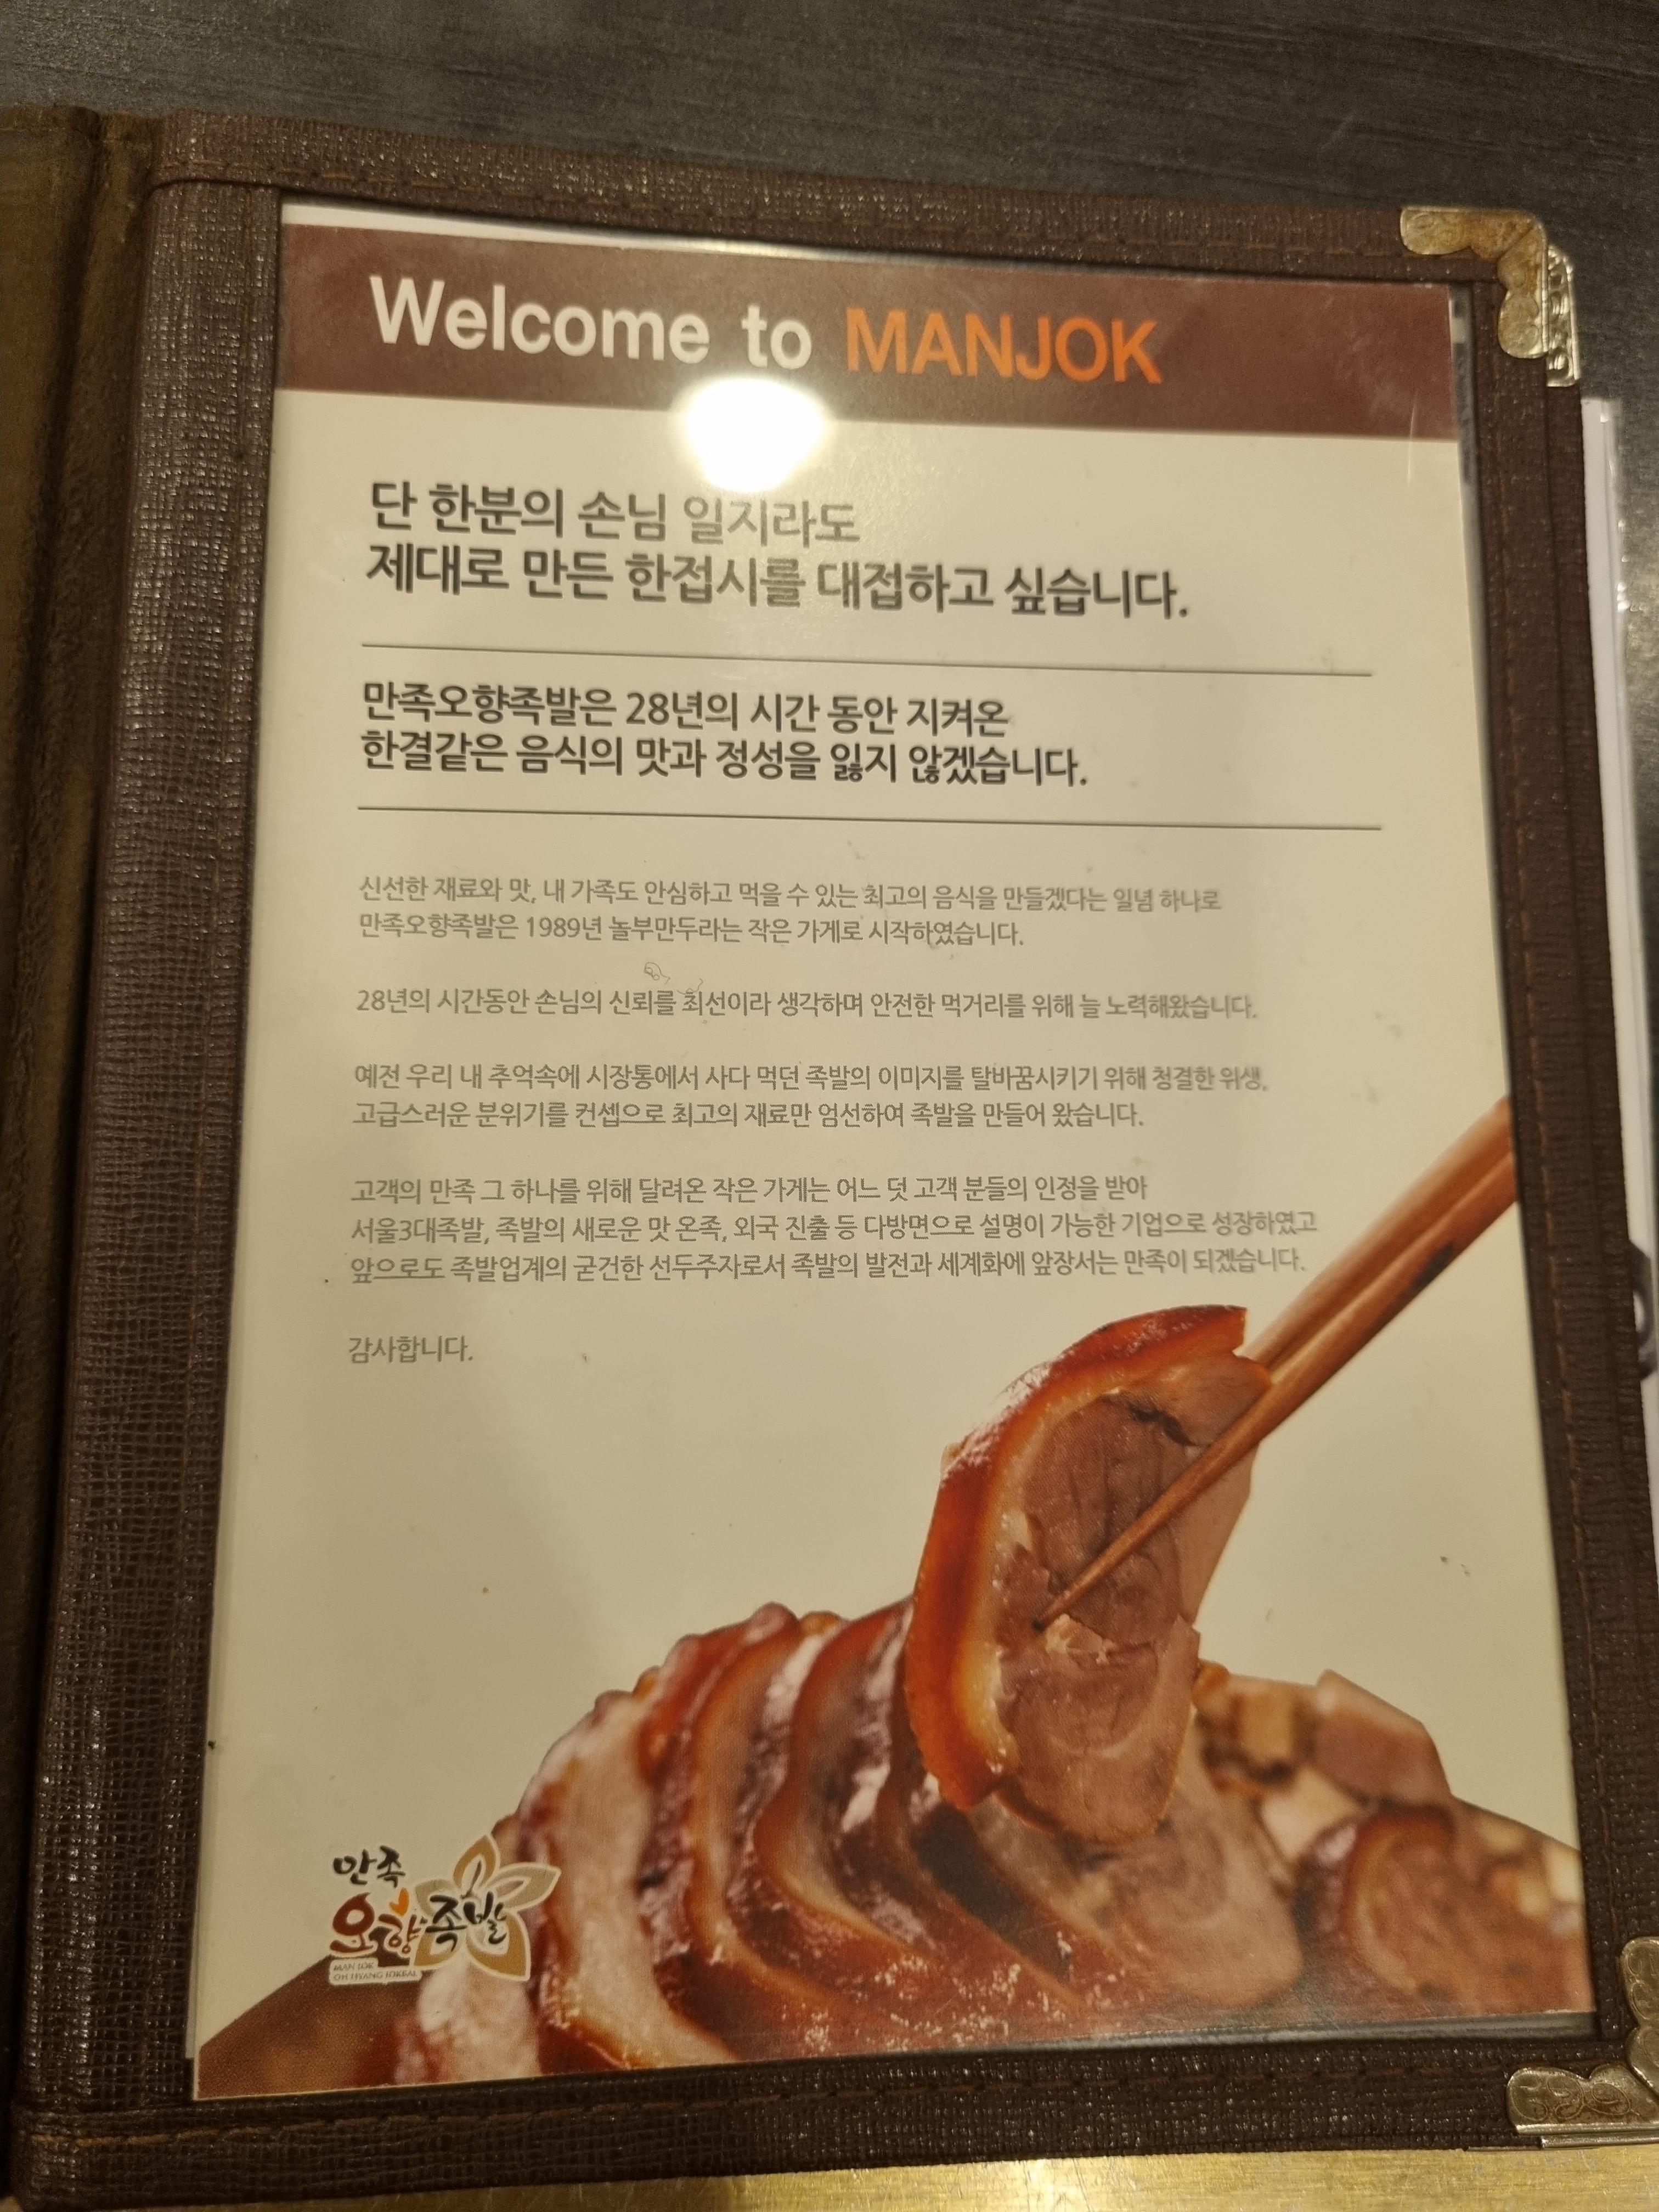 Welcome to MANJOK
단 한분의 손님 일지라도
제대로 만든 한접시를 대접하고 싶습니다.
만족오향족발은 28년의 시간 동안 지켜온
한결같은 음식의 맛과 정성을 잃지 않겠습니다.
신선한 재료와 맛, 내 가족도 안심하고 먹을 수 있는 최고의 음식을 만들겠다는 일념 하나로
만족오향족발은 1989년 놀부만두라는 작은 가게로 시작하였습니다.
28년의 시간동안 손님의 신뢰를 최선이라 생각하며 안전한 먹거리를 위해 늘 노력해왔습니다.
예전 우리 내 추억속에 시장통에서 사다 먹던 족발의 이미지를 탈바꿈시키기 위해 청결한 위생,
고급스러운 분위기를 컨셉으로 최고의 재료만 엄선하여 족발을 만들어 왔습니다.
고객의 만족 그 하나를 위해 달려온 작은 가게는 어느 덧 고객 분들의 인정을 받아
서울3대족발, 족발의 새로운 맛 온족, 외국 진출 등 다방면으로 설명이 가능한 기업으로 성장하였고
앞으로도 족발업계의 굳건한 선두주자로서 족발의 발전과 세계화에 앞장서는 만족이 되겠습니다.
감사합니다.
만족
오향족발
MAN JOK
OH HYANG JOKBAL